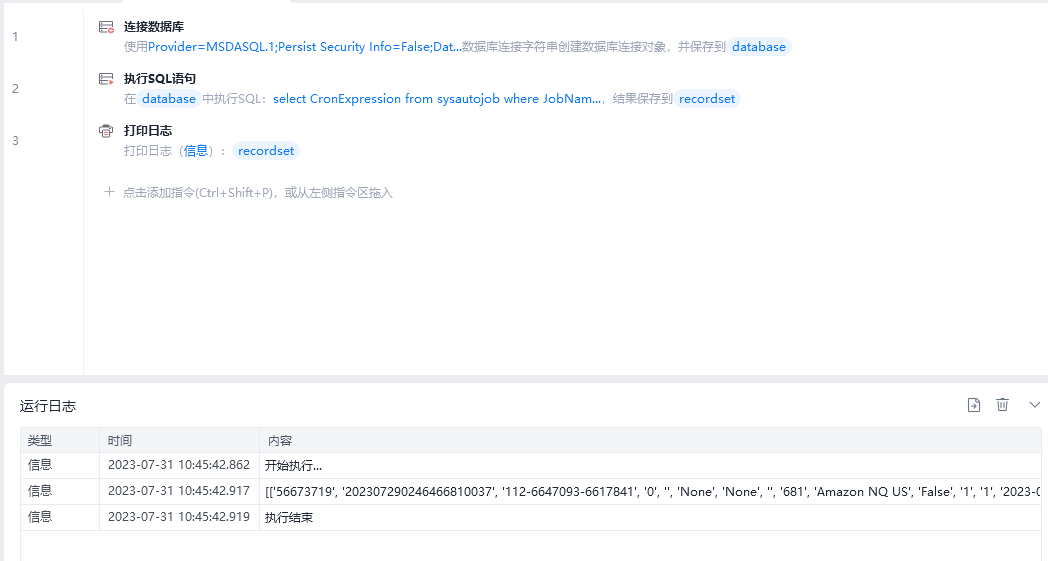 1
连接数据库
使用Provider=MSDASQL.1;Persist Security Info=False;Dat...数据库连接字符串创建数据库连接对象，并保存到 database
2
执行SQL语句
在 database 中执行SQL：select CronExpression from sysautojob where JobNam...，结果保存到 recordset
3
打印日志
打印日志（信息）： recordset
点击添加指令(Ctrl+Shift+P)，或从左侧指令区拖入
运行日志
类型 时间 内容
信息 2023-07-31 10:45:42.862 开始执行...
信息 2023-07-31 10:45:42.917 [['56673719', '202307290246466810037', '112-6647093-6617841', '0', '', 'None', 'None', '', '681', 'Amazon NQ US', 'False', '1', '1', '2023-0
信息 2023-07-31 10:45:42.919 执行结束